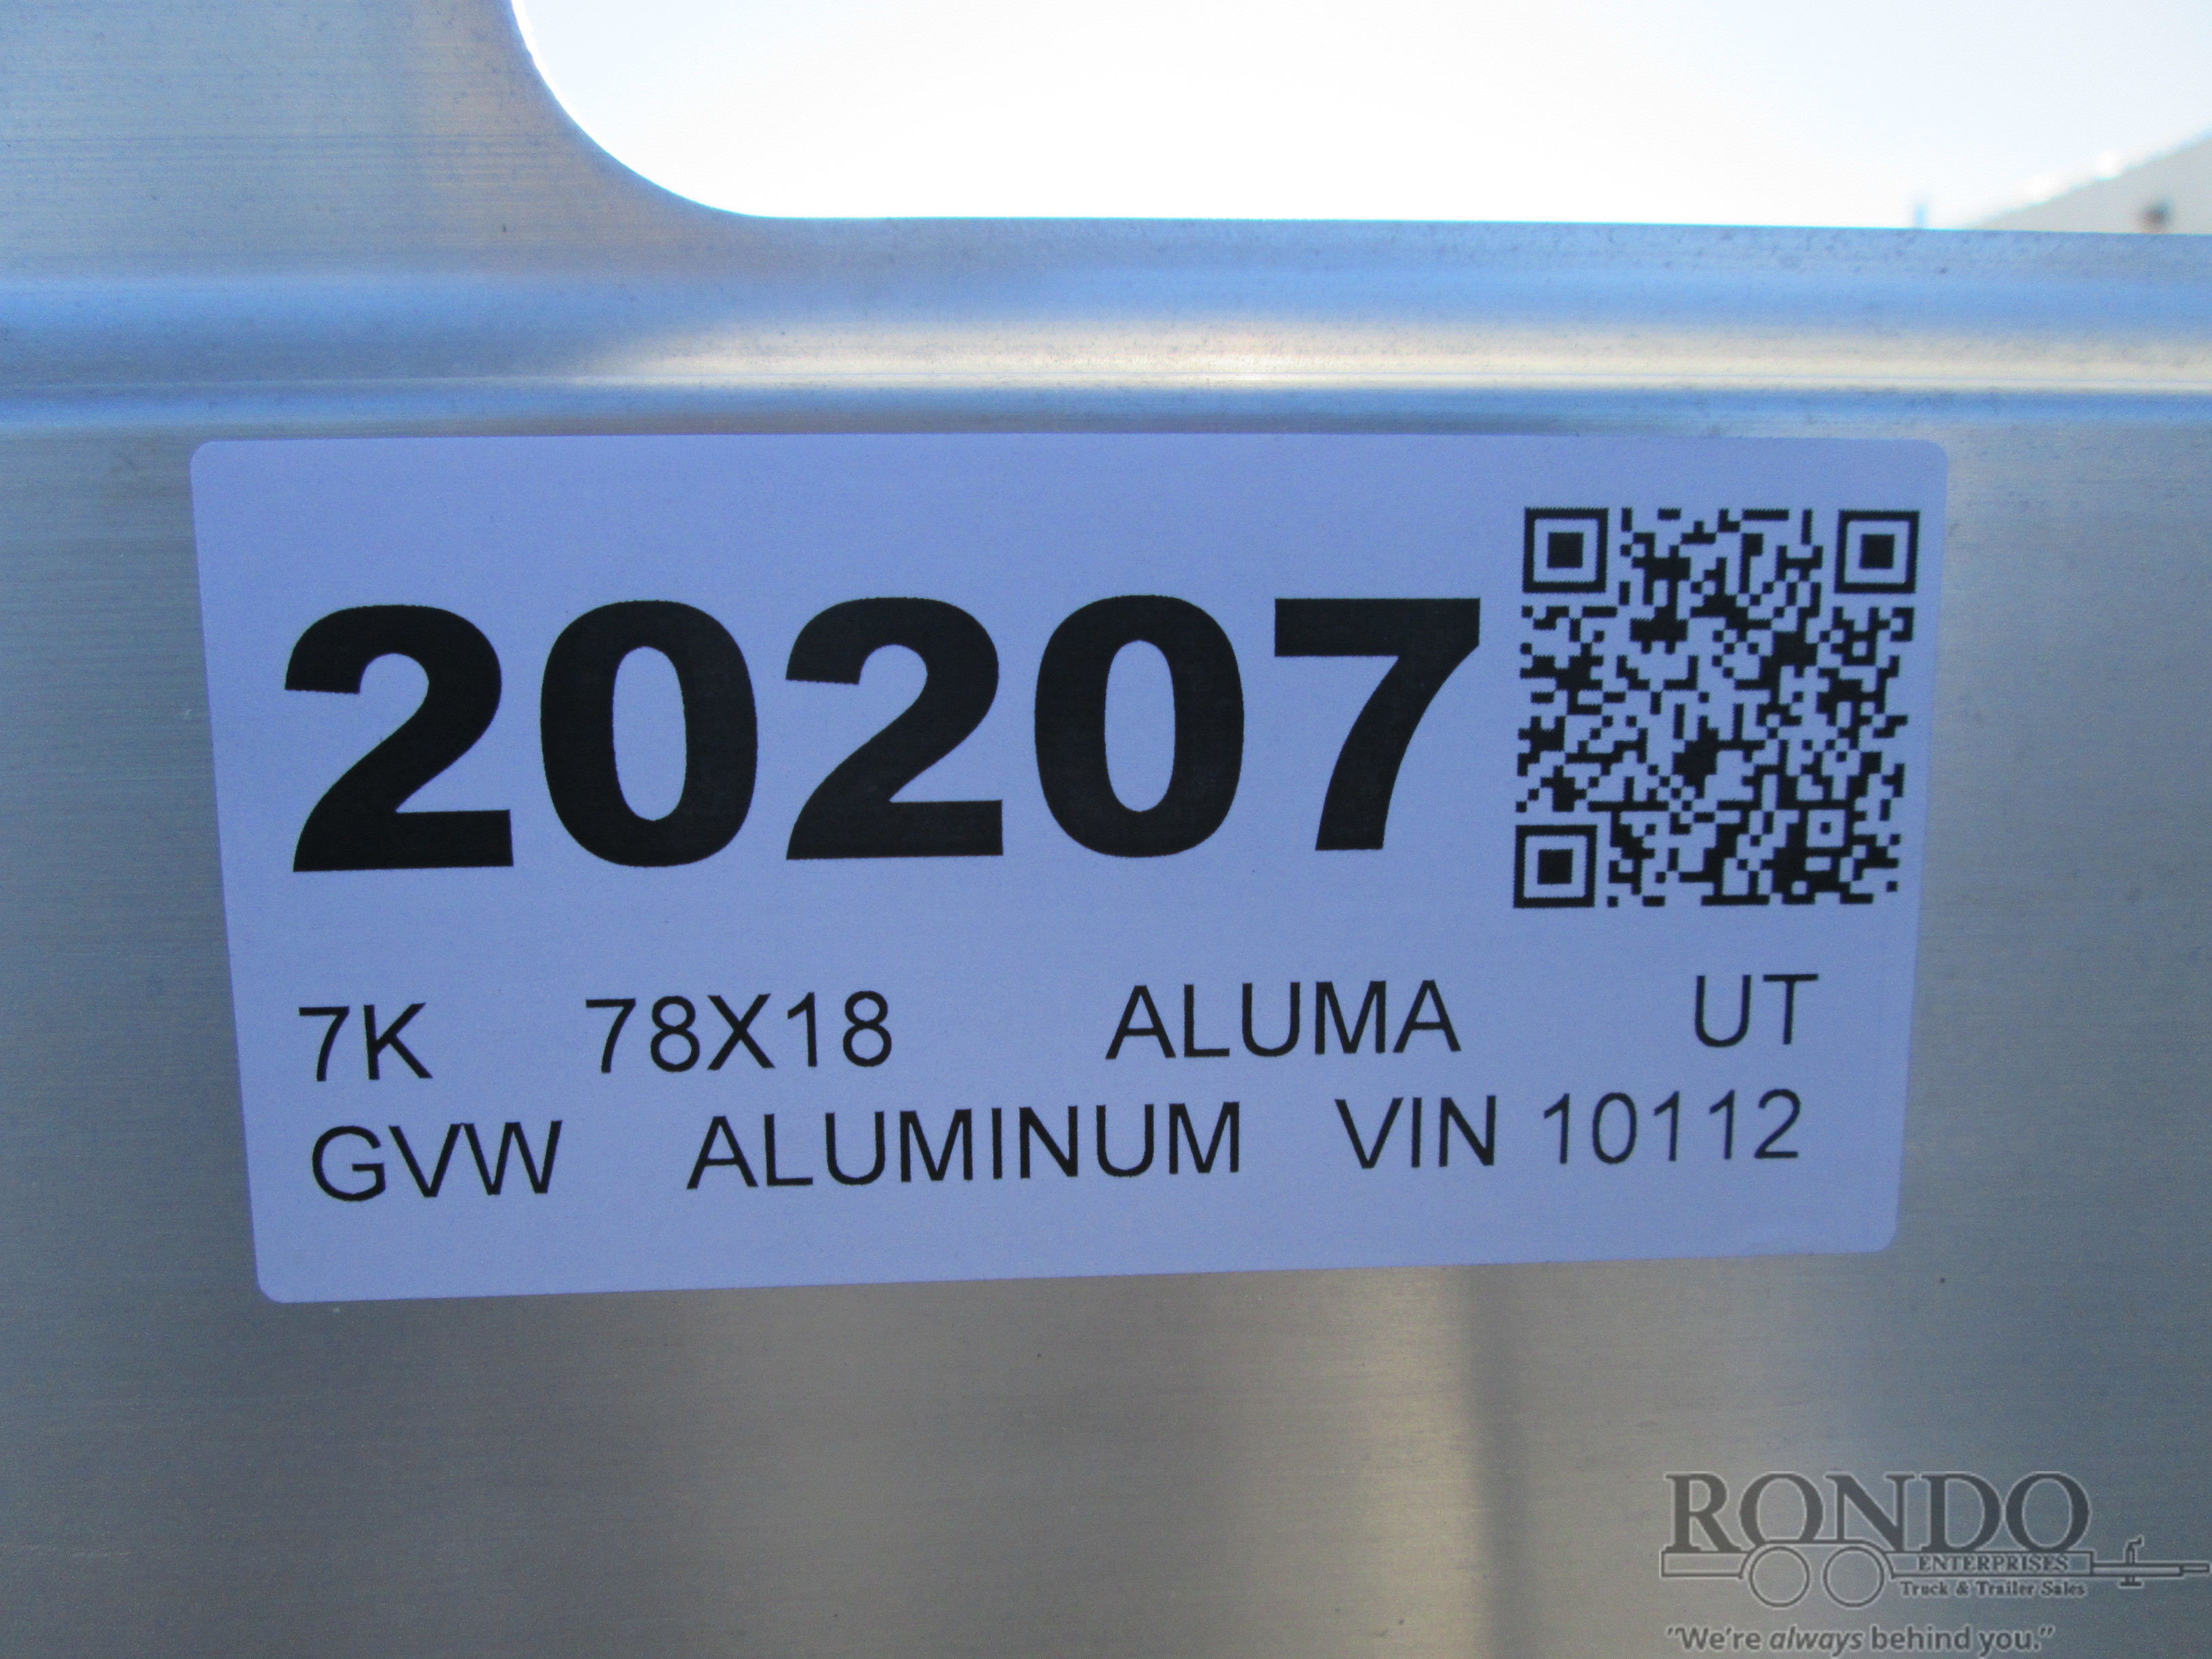 20207
7K 78X18 ALUMA UT
GVW ALUMINUM VIN 10112
RONDO
ENTERPRISES
Truck & Trailer Sales
"We're always behind you."